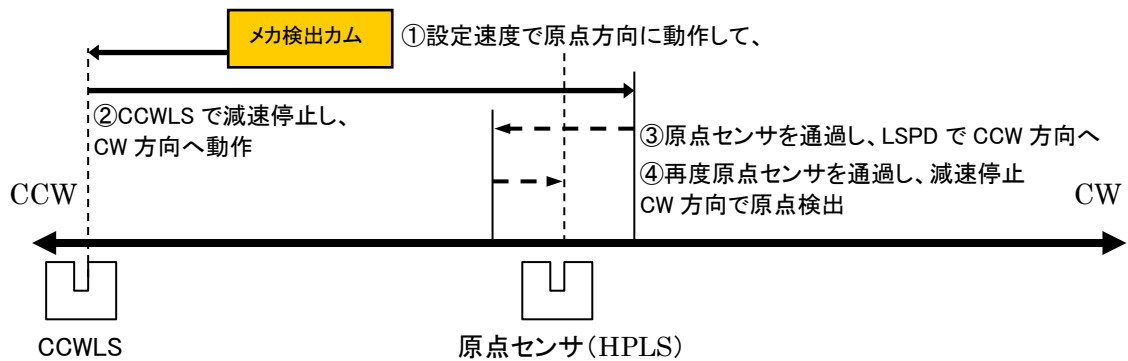 メカ検出カム
①設定速度で原点方向に動作して、
②CCWLS で減速停止し、
CW 方向へ動作
③原点センサを通過し、LSPD で CCW 方向へ
④再度原点センサを通過し、減速停止
CW 方向で原点検出
CCW
CW
CCWLS
原点センサ(HPLS)